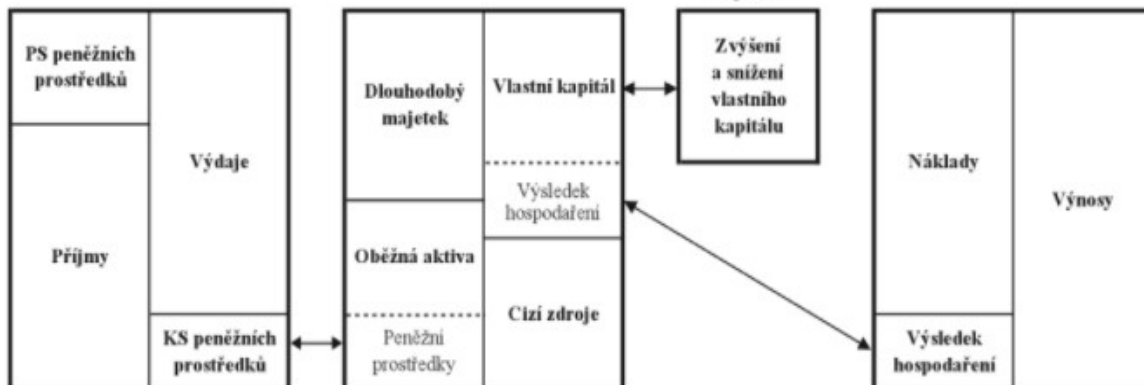 PS peněžních
prostředků
Příjmy
Výdaje
KS peněžních
prostředků
Dlouhodobý
majetek
Oběžná aktiva
Peněžní
prostředky
Vlastní kapitál
Výsledek
hospodaření
Cizí zdroje
Zvýšení
a snížení
vlastního
kapitálu
Náklady
Výsledek
hospodaření
Výnosy